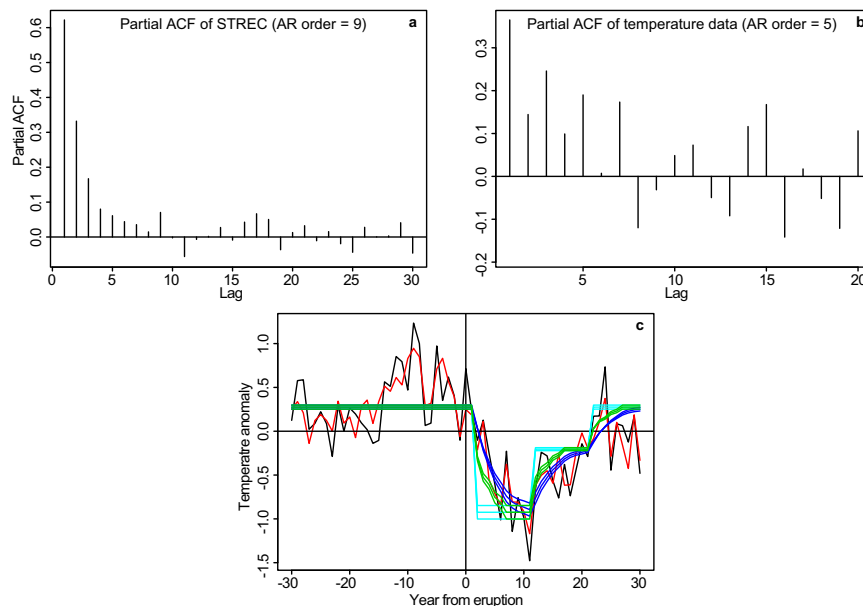 Partial ACF of STREC (AR order = 9) a
Partial ACF
0.0 0.1 0.2 0.3 0.4 0.5 0.6
0 5 10 15 20 25 30
Lag
Partial ACF of temperature data (AR order = 5) b
-0.2 -0.1 0.0 0.1 0.2 0.3
5 10 15 20
Lag
c
Temperatre anomaly
-1.5 -1.0 -0.5 0.0 0.5 1.0
-30 -20 -10 0 10 20 30
Year from eruption